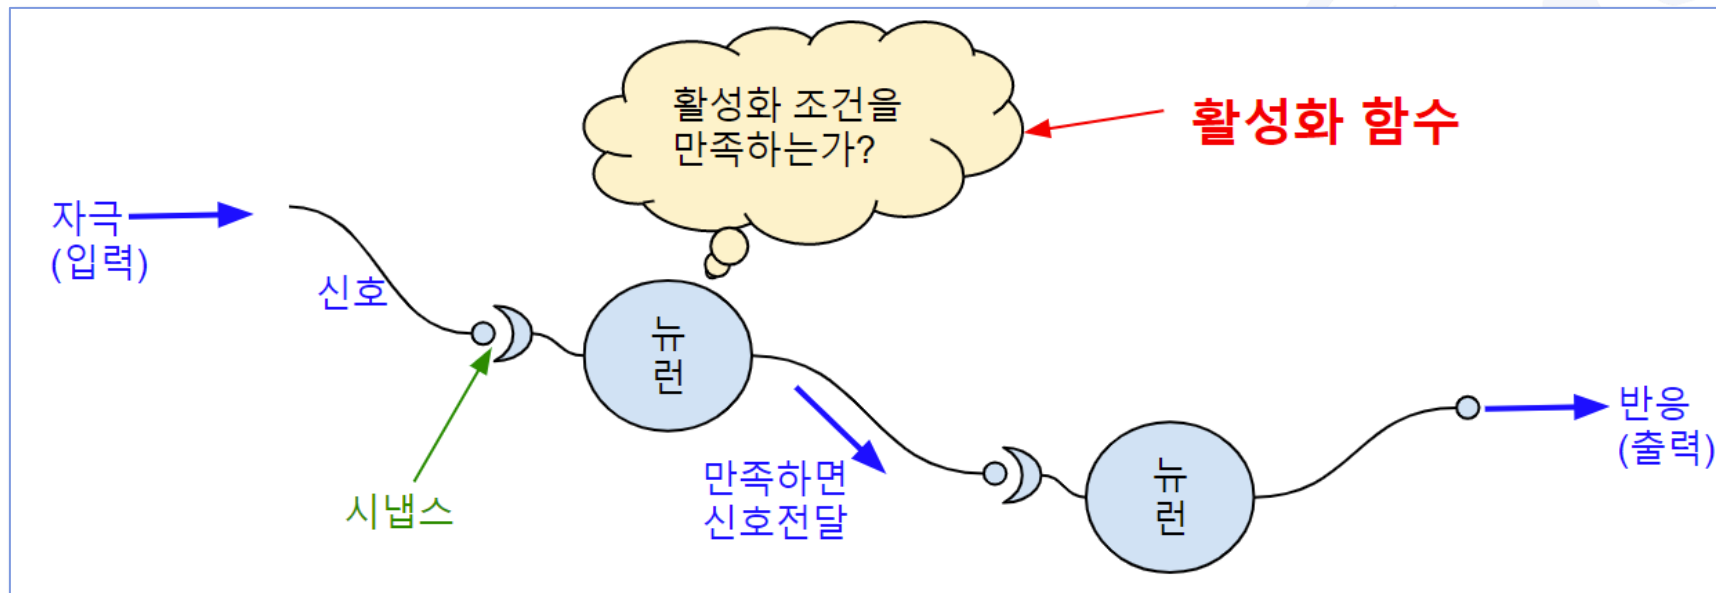 활성화 조건을
만족하는가?
활성화 함수
자극
(입력)
신호
뉴
런
시냅스
만족하면
신호전달
뉴
런
반응
(출력)